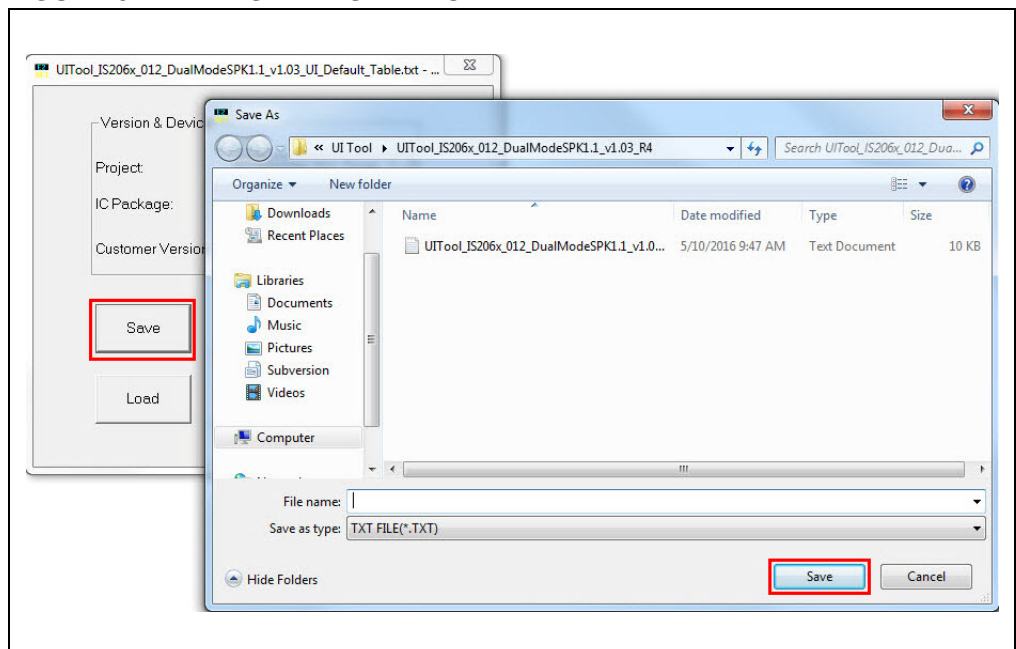 UITool_IS206x_012_DualModeSPK1.1_v1.03_UI_Default_Table.txt - ...
Version & Devic
Project:
IC Package:
Customer Version
Save
Load
Save As
« UI Tool ▸ UITool_IS206x_012_DualModeSPK1.1_v1.03_R4
Search UITool_IS206x_012_Dua...
Organize
New folder
Downloads
Recent Places
Libraries
Documents
Music
Pictures
Subversion
Videos
Computer
Name Date modified Type Size
UITool_IS206x_012_DualModeSPK1.1_v1.0... 5/10/2016 9:47 AM Text Document 10 KB
File name:
Save as type: TXT FILE(*.TXT)
Hide Folders
Save
Cancel